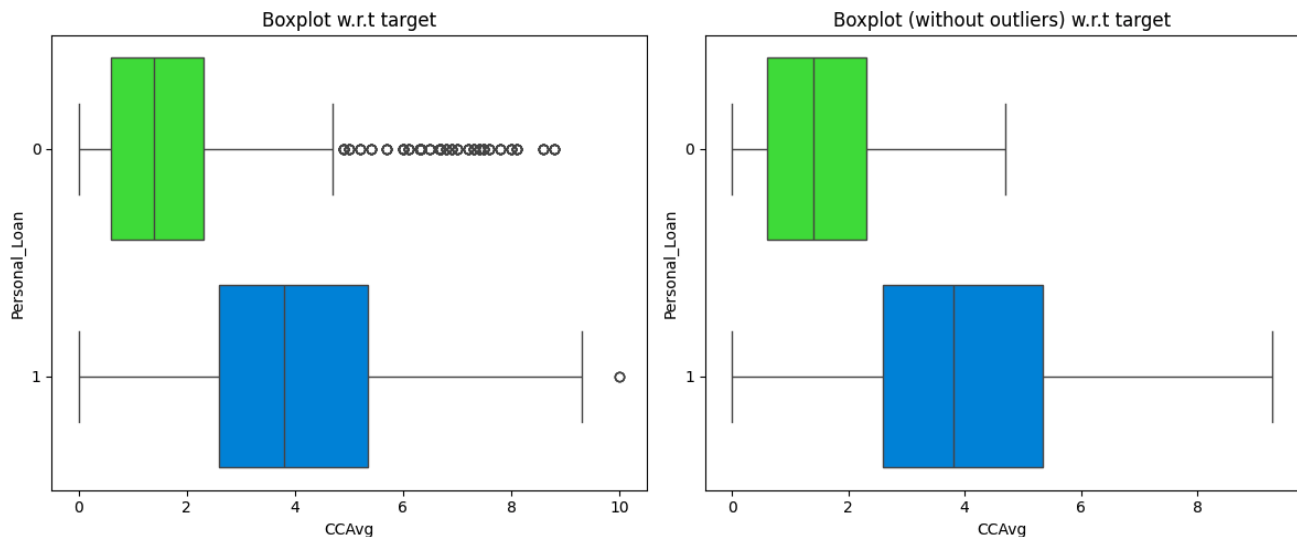 Boxplot w.r.t target
Personal_Loan
0
1
0 2 4 6 8 10
CCAvg
Boxplot (without outliers) w.r.t target
Personal_Loan
0
1
0 2 4 6 8
CCAvg